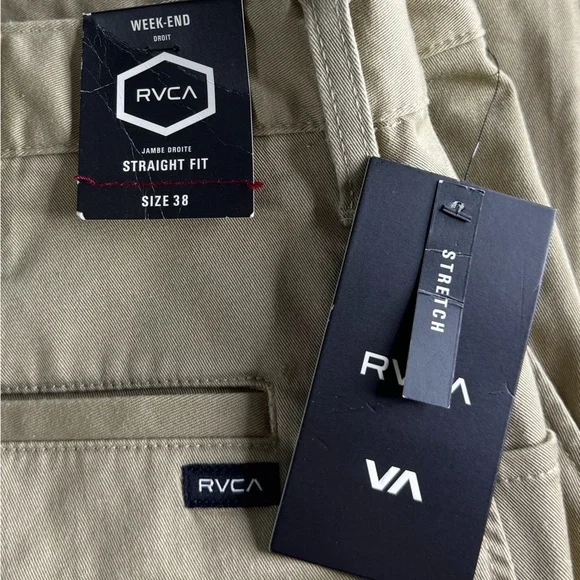 WEEK-END
DROIT
RVCA
JAMBE DROITE
STRAIGHT FIT
SIZE 38
STRETCH
RVCA
VA
RVCA